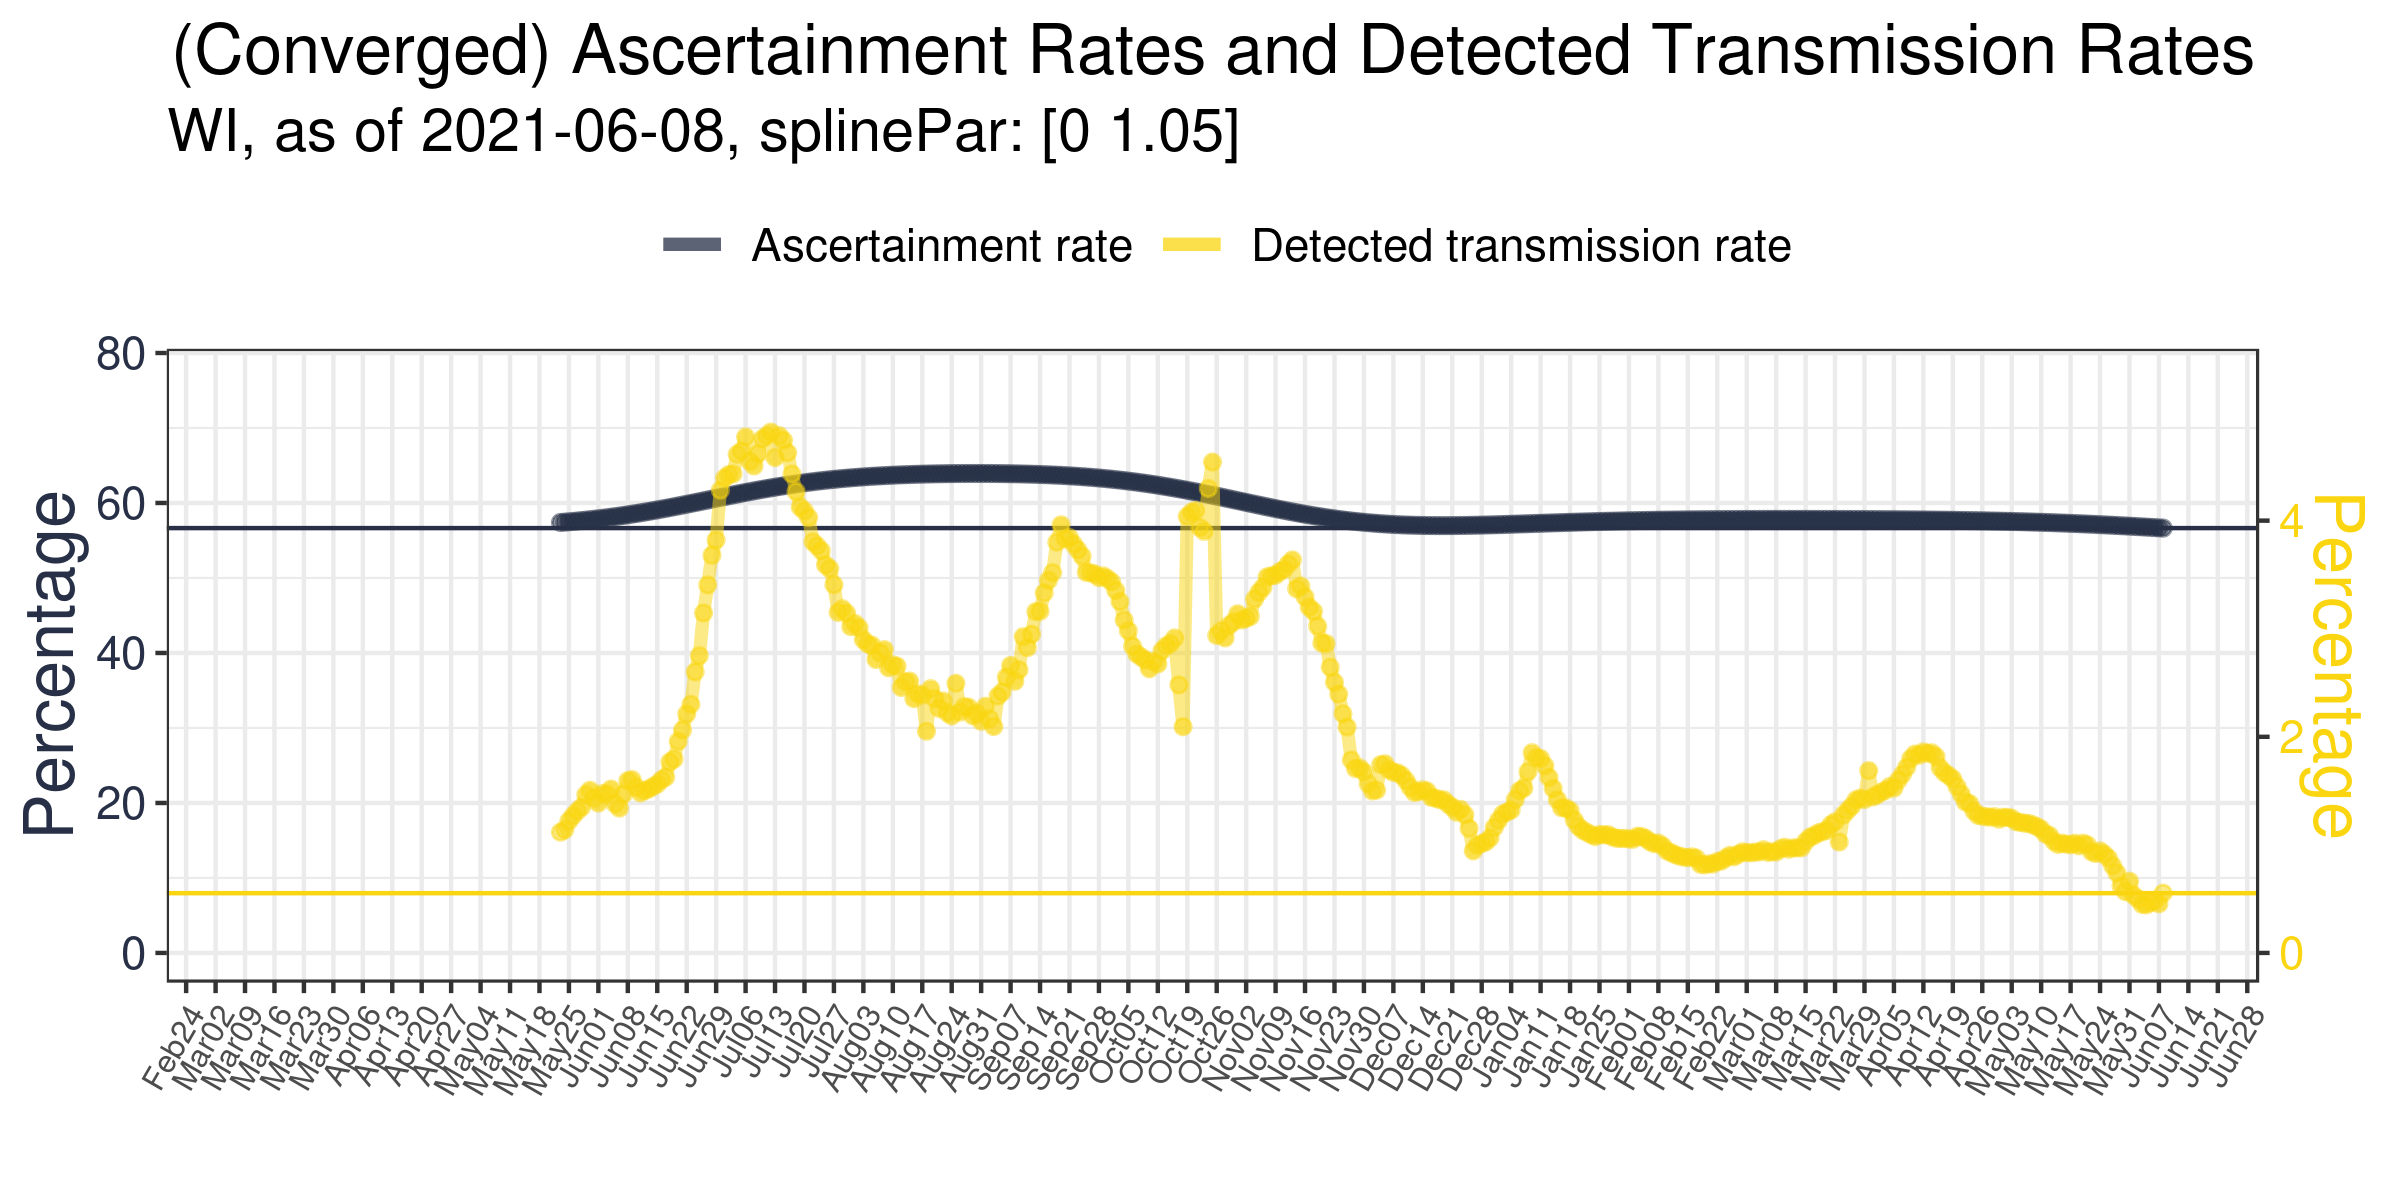 (Converged) Ascertainment Rates and Detected Transmission Rates
WI, as of 2021-06-08, splinePar: [0 1.05]
Ascertainment rate
Detected transmission rate
Percentage
80
60
40
20
0
Percentage
4
2
0
Feb24
Mar02
Mar09
Mar16
Mar23
Mar30
Apr06
Apr13
Apr20
Apr27
May04
May11
May18
May25
Jun01
Jun08
Jun15
Jun22
Jun29
Jul06
Jul13
Jul20
Jul27
Aug03
Aug10
Aug17
Aug24
Aug31
Sep07
Sep14
Sep21
Sep28
Oct05
Oct12
Oct19
Oct26
Nov02
Nov09
Nov16
Nov23
Nov30
Dec07
Dec14
Dec21
Dec28
Jan04
Jan11
Jan18
Jan25
Feb01
Feb08
Feb15
Feb22
Mar01
Mar08
Mar15
Mar22
Mar29
Apr05
Apr12
Apr19
Apr26
May03
May10
May17
May24
May31
Jun07
Jun14
Jun21
Jun28